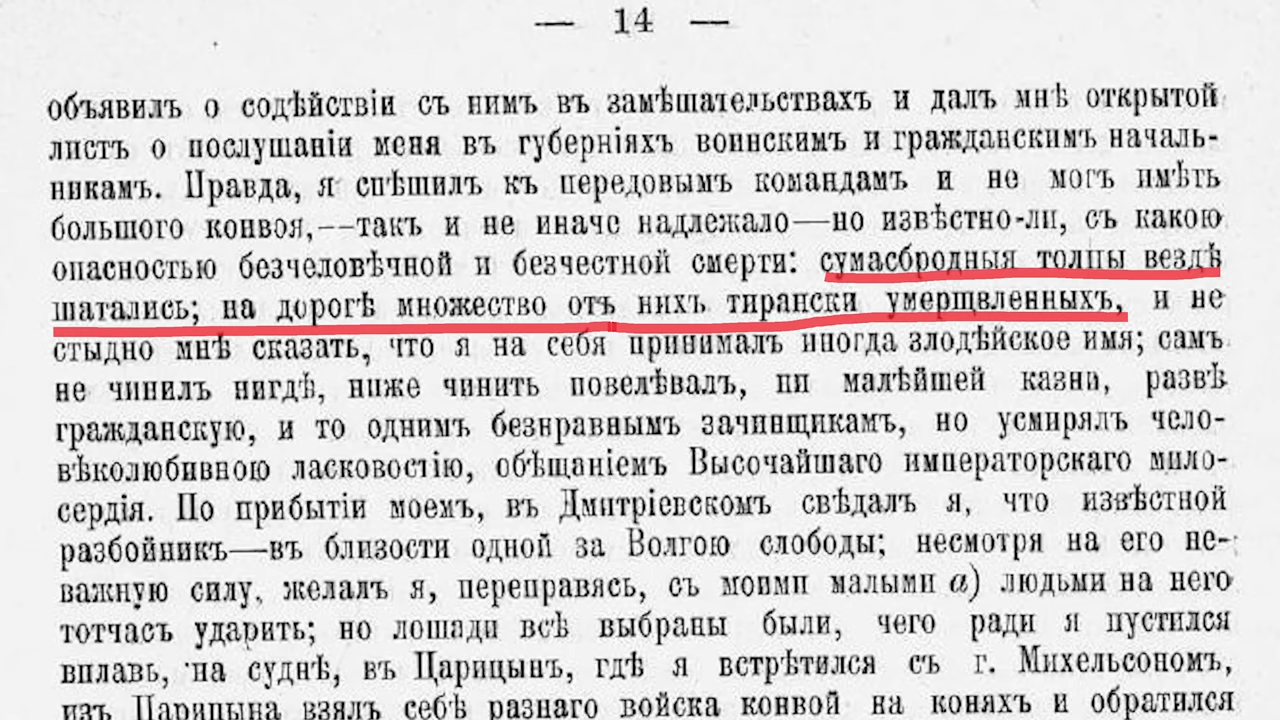 — 14 —
объявилъ о содѣйствіи съ нимъ въ замѣшательствахъ и далъ мнѣ открытой
листъ о послушаніи меня въ губерніяхъ воинскимъ и гражданскимъ началь-
никамъ. Правда, я спѣшилъ къ передовымъ командамъ и не могъ имѣть
большого конвоя,—такъ и не иначе надлежало—но извѣстно-ли, съ какою
опасностью безчеловѣчной и безчестной смерти: сумасбродныя толпы вездѣ
шатались; на дорогѣ множество отъ нихъ тирански умерщвленныхъ, и не
стыдно мнѣ сказать, что я на себя принималъ иногда злодѣйское имя; самъ
не чинилъ нигдѣ, ниже чинить повелѣвалъ, ни малѣйшей казни, развѣ
гражданскую, и то однимъ безнравнымъ зачинщикамъ, но усмирялъ чело-
вѣколюбивною ласковостію, обѣщаніемъ Высочайшаго императорскаго мило-
сердія. По прибытіи моемъ, въ Дмитріевскомъ свѣдалъ я, что извѣстной
разбойникъ—въ близости одной за Волгою слободы; несмотря на его не-
важную силу, желалъ я, переправясь, съ моими малыми а) людьми на него
тотчасъ ударить; но лошади всѣ выбраны были, чего ради я пустился
вплавь, на суднѣ, въ Царицынъ, гдѣ я встрѣтился съ г. Михельсономъ,
изъ Царицына взялъ себѣ разнаго войска конвой на коняхъ и обратился